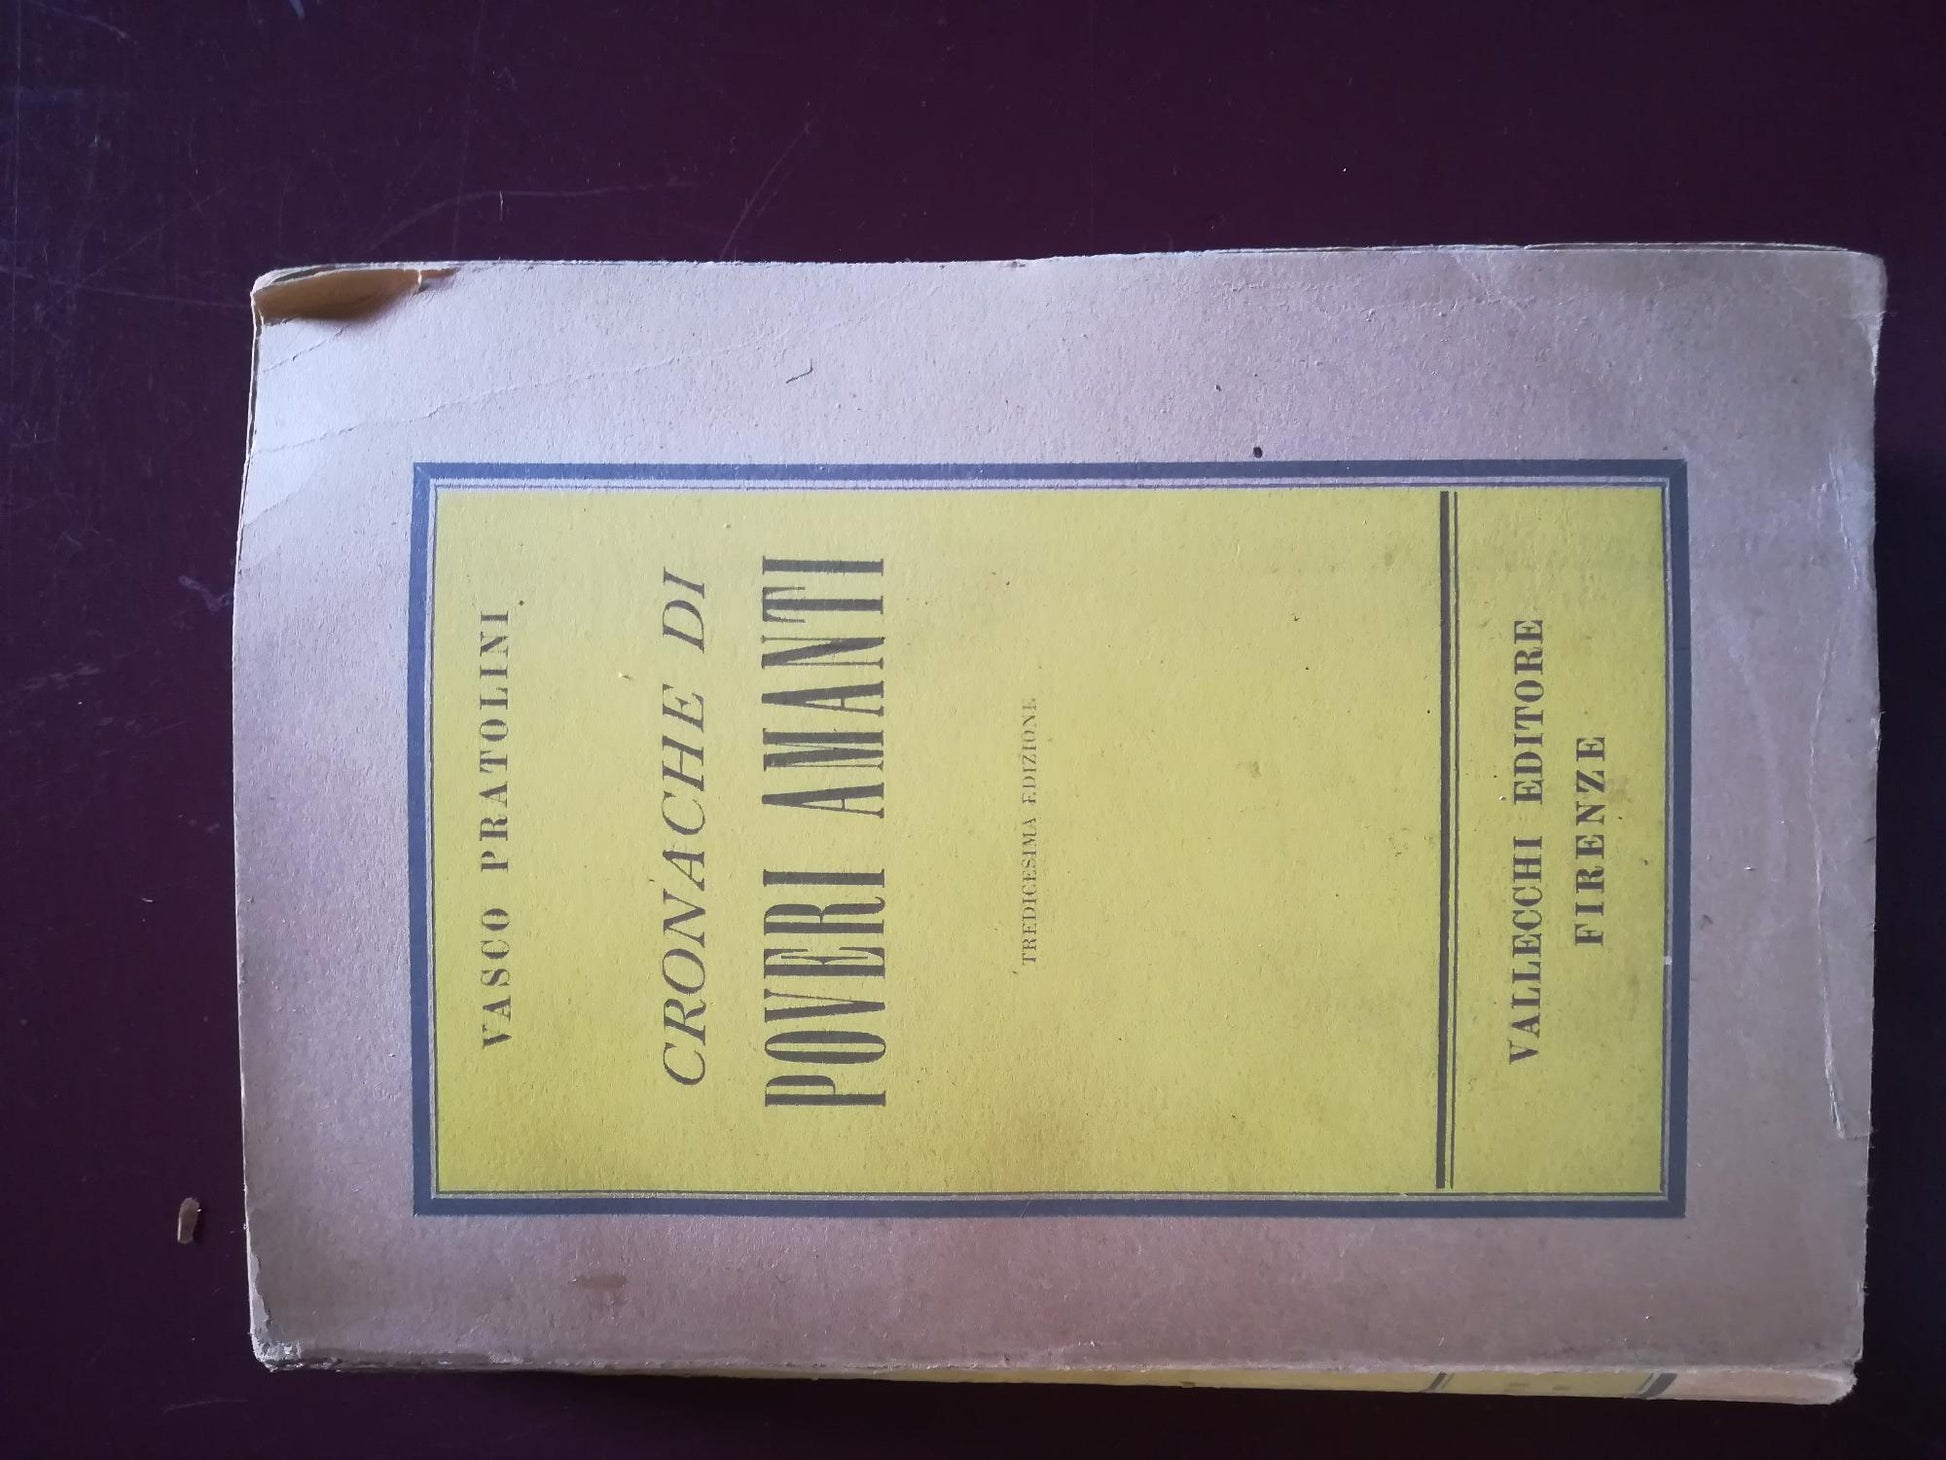 VASCO PRATOLINI
CRONACHE DI
POVERI AMANTI
TREDICESIMA EDIZIONE
VALLECCHI EDITORE
FIRENZE